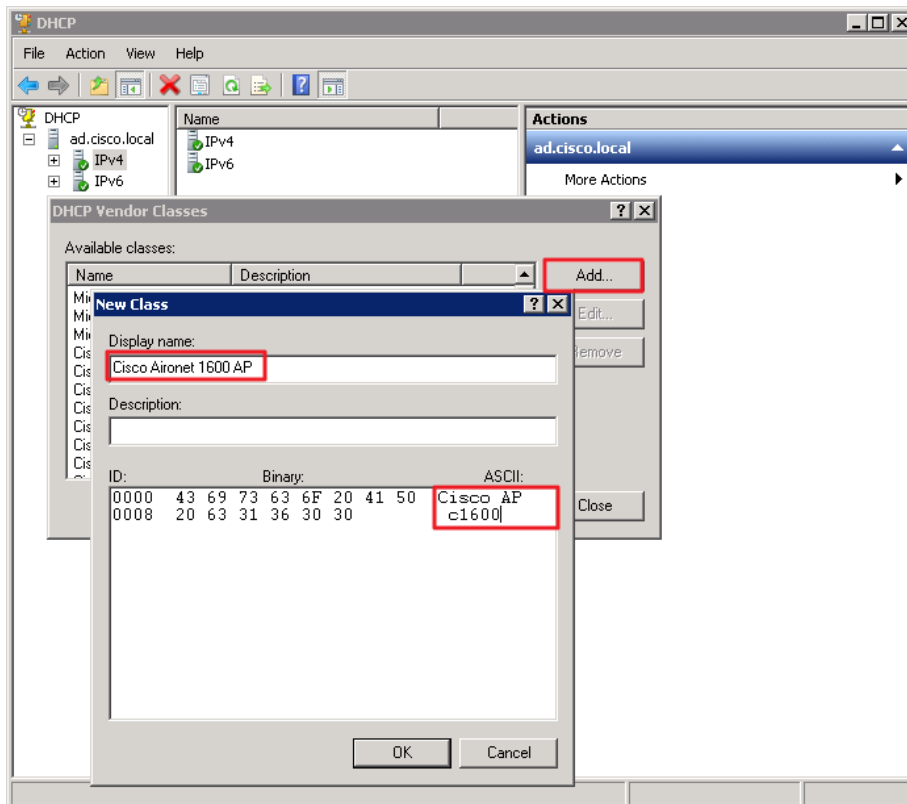 DHCP
File Action View Help
DHCP
ad.cisco.local
IPv4
IPv6
Name
IPv4
IPv6
Actions
ad.cisco.local
More Actions
DHCP Vendor Classes
Available classes:
Name Description
Add...
Edit...
Close
New Class
Display name:
Cisco Aironet 1600 AP
Description:
ID: Binary: ASCII:
0000 43 69 73 63 6F 20 41 50 Cisco AP
0008 20 63 31 36 30 30 c1600
OK Cancel